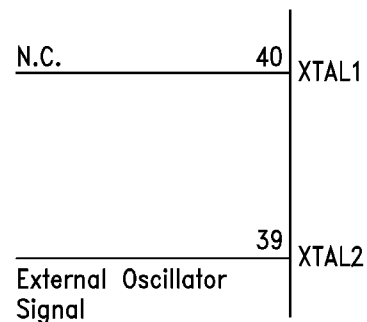 N.C. 40
XTAL1
39
XTAL2
External Oscillator
Signal